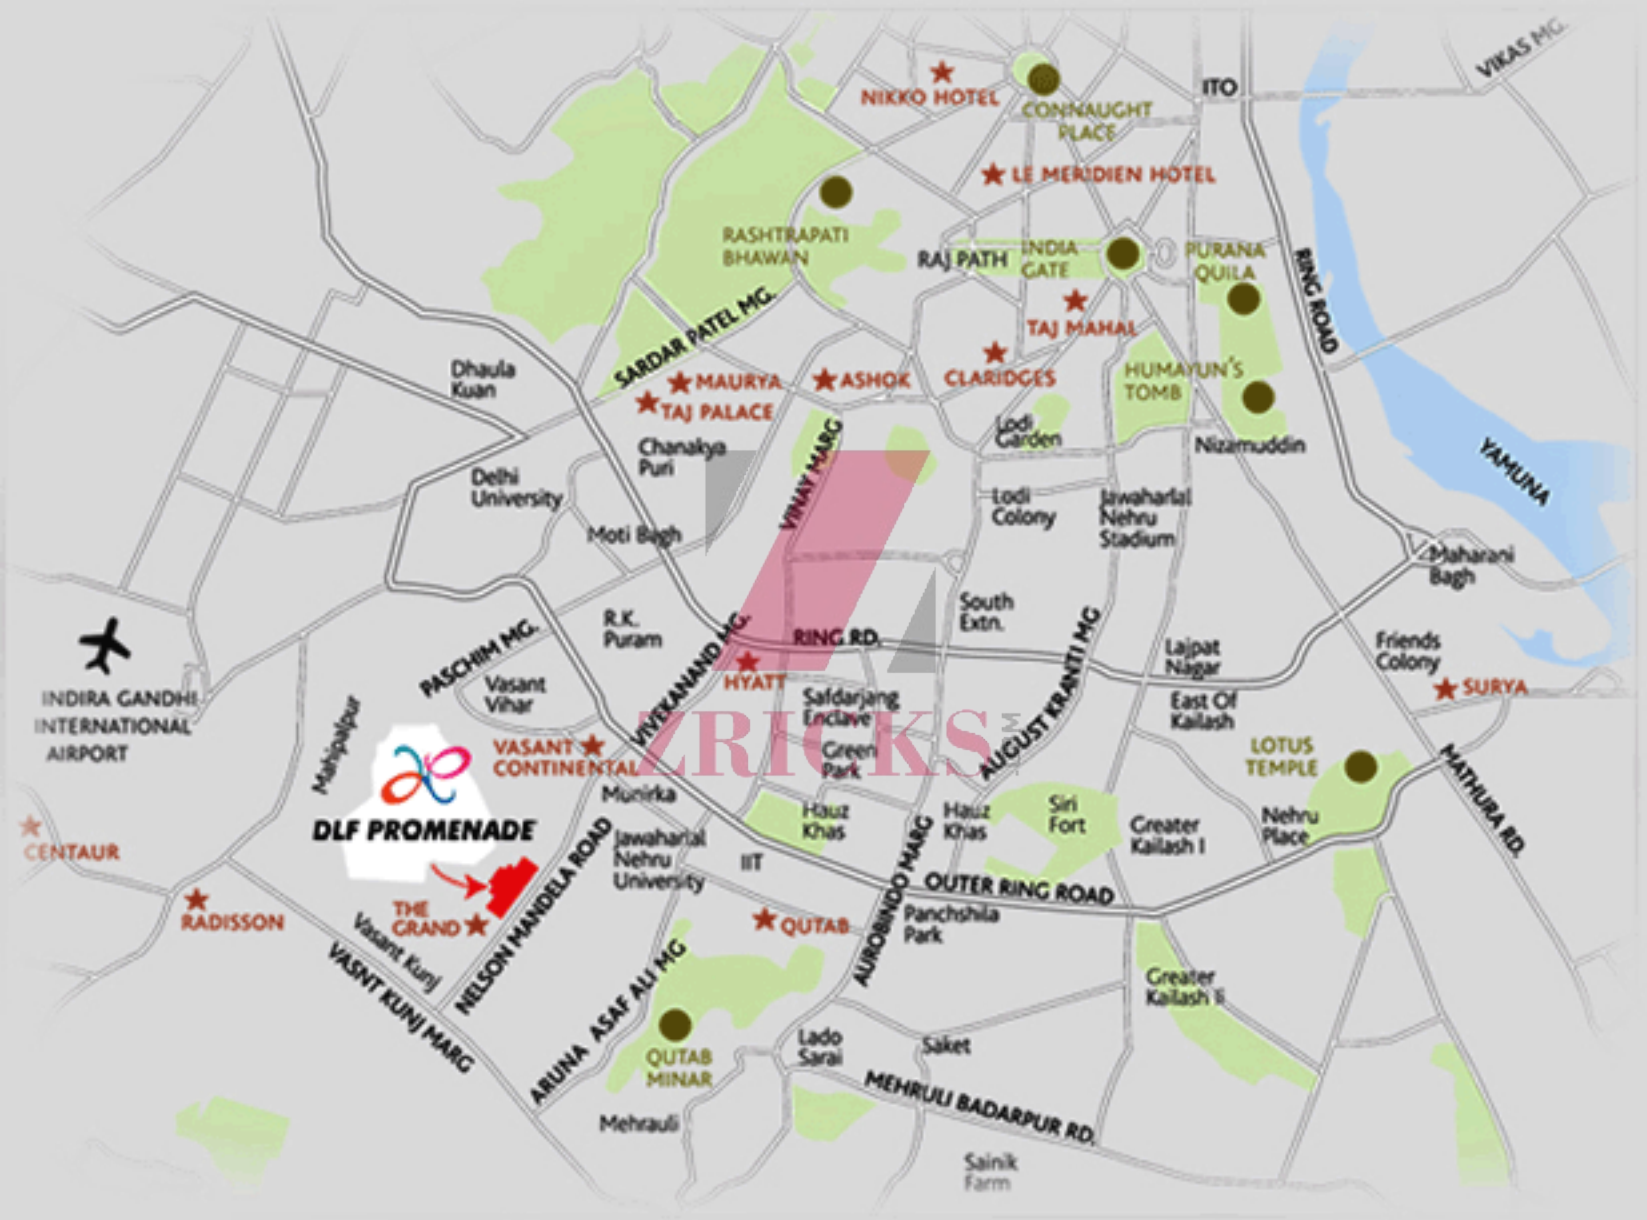 VIKAS MG.
ITO
NIKKO HOTEL
CONNAUGHT
PLACE
LE MERIDIEN HOTEL
RASHTRAPATI
BHAWAN
RAJ PATH
INDIA
GATE
PURANA
QUILA
RING ROAD
TAJ MAHAL
SARDAR PATEL MG.
Dhaula
Kuan
MAURYA
TAJ PALACE
ASHOK
CLARIDGES
HUMAYUN'S
TOMB
Lodi
Garden
Nizamuddin
YAMUNA
Chanakya
Puri
VINAY MARG
Delhi
University
Lodi
Colony
Jawaharlal
Nehru
Stadium
Moti Bagh
Maharani
Bagh
South
Extn.
R.K.
Puram
PASCHIM MG.
VIVEKANAND MG.
RING RD.
AUGUST KRANTI MG
Lajpat
Nagar
Friends
Colony
INDIRA GANDHI
INTERNATIONAL
AIRPORT
Vasant
Vihar
HYATT
Safdarjang
Enclave
East Of
Kailash
SURYA
Mahipalpur
VASANT
CONTINENTAL
ZRICKS
Green
Park
LOTUS
TEMPLE
MATHURA RD.
Munirka
DLF PROMENADE
CENTAUR
Jawaharlal
Nehru
University
IIT
Hauz
Khas
Hauz
Khas
Siri
Fort
Greater
Kailash I
Nehru
Place
NELSON MANDELA ROAD
AUROBINDO MARG
OUTER RING ROAD
RADISSON
THE
GRAND
QUTAB
Panchshila
Park
Vasant Kunj
VASNT KUNJ MARG
ARUNA ASAF ALI MG
Greater
Kailash Ii
QUTAB
MINAR
Lado
Sarai
Saket
MEHRULI BADARPUR RD.
Mehrauli
Sainik
Farm